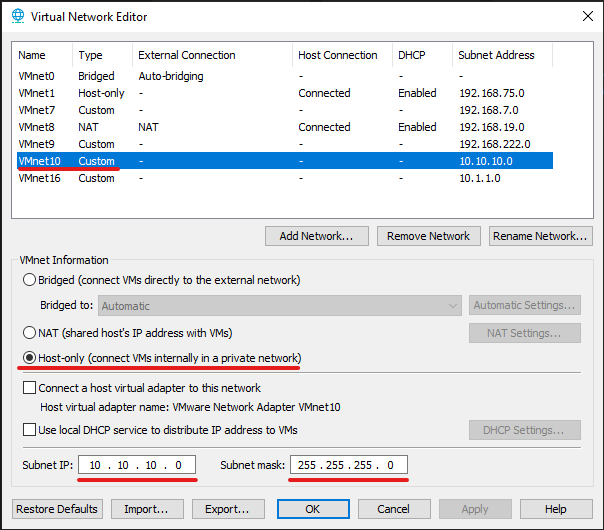 Virtual Network Editor
Name Type External Connection Host Connection DHCP Subnet Address
VMnet0 Bridged Auto-bridging - - -
VMnet1 Host-only - Connected Enabled 192.168.75.0
VMnet7 Custom - - - 192.168.7.0
VMnet8 NAT NAT Connected Enabled 192.168.19.0
VMnet9 Custom - - - 192.168.222.0
VMnet10 Custom - - - 10.10.10.0
VMnet16 Custom - - - 10.1.1.0
Add Network... Remove Network Rename Network...
VMnet Information
Bridged (connect VMs directly to the external network)
Bridged to: Automatic Automatic Settings...
NAT (shared host's IP address with VMs) NAT Settings...
Host-only (connect VMs internally in a private network)
Connect a host virtual adapter to this network
Host virtual adapter name: VMware Network Adapter VMnet10
Use local DHCP service to distribute IP address to VMs DHCP Settings...
Subnet IP: 10 . 10 . 10 . 0 Subnet mask: 255 . 255 . 255 . 0
Restore Defaults Import... Export... OK Cancel Apply Help